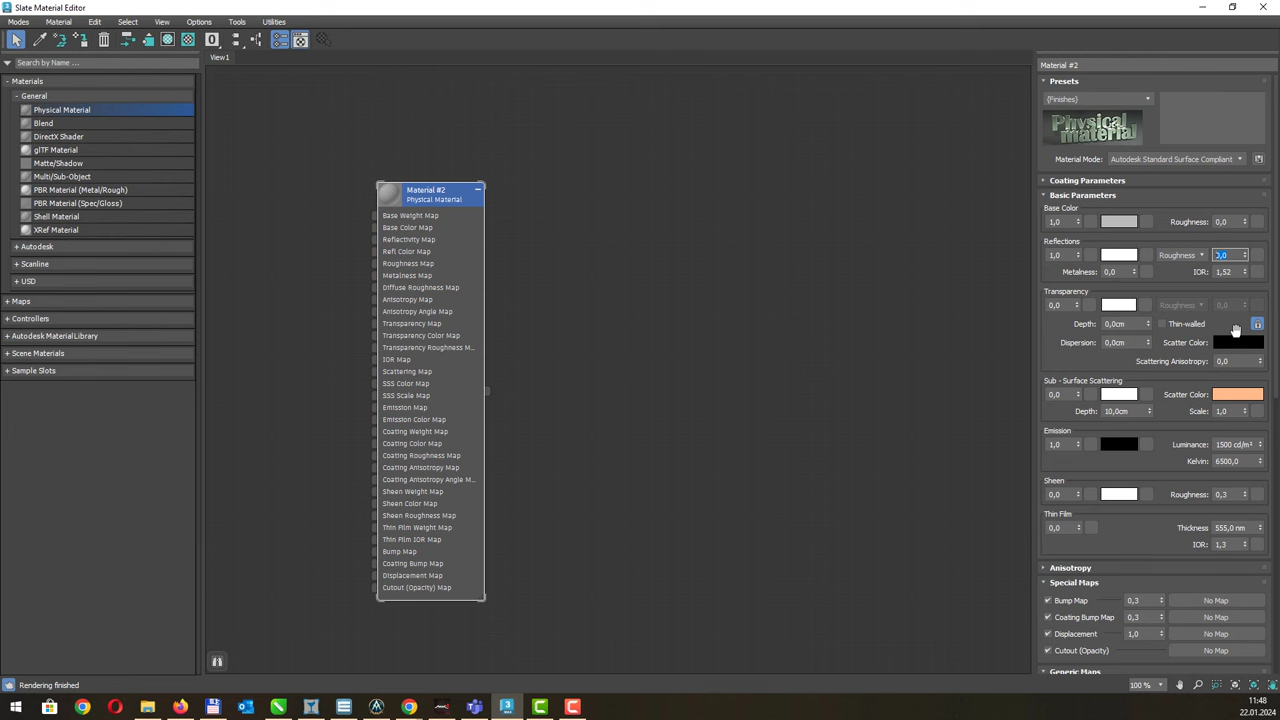 Slate Material Editor
Modes Material Edit Select View Options Tools Utilities
View1
Search by Name ...
- Materials
- General
Physical Material
Blend
DirectX Shader
glTF Material
Matte/Shadow
Multi/Sub-Object
PBR Material (Metal/Rough)
PBR Material (Spec/Gloss)
Shell Material
XRef Material
+ Autodesk
+ Scanline
+ USD
+ Maps
+ Controllers
+ Autodesk Material Library
+ Scene Materials
+ Sample Slots
Material #2
Physical Material
Base Weight Map
Base Color Map
Reflectivity Map
Refl Color Map
Roughness Map
Metalness Map
Diffuse Roughness Map
Anisotropy Map
Anisotropy Angle Map
Transparency Map
Transparency Color Map
Transparency Roughness M...
IOR Map
Scattering Map
SSS Color Map
SSS Scale Map
Emission Map
Emission Color Map
Coating Weight Map
Coating Color Map
Coating Roughness Map
Coating Anisotropy Map
Coating Anisotropy Angle M...
Sheen Weight Map
Sheen Color Map
Sheen Roughness Map
Thin Film Weight Map
Thin Film IOR Map
Bump Map
Coating Bump Map
Displacement Map
Cutout (Opacity) Map
Material #2
Presets
{Finishes}
Physical material
Material Mode: Autodesk Standard Surface Compliant
Coating Parameters
Basic Parameters
Base Color
1,0 Roughness: 0,0
Reflections
1,0 Roughness 0,0
Metalness: 0,0 IOR: 1,52
Transparency
0,0 Roughness 0,0
Depth: 0,0cm Thin-walled
Dispersion: 0,0cm Scatter Color:
Scattering Anisotropy: 0,0
Sub - Surface Scattering
0,0 Scatter Color:
Depth: 10,0cm Scale: 1,0
Emission
1,0 Luminance: 1500 cd/m²
Kelvin: 6500,0
Sheen
0,0 Roughness: 0,3
Thin Film
0,0 Thickness 555,0 nm
IOR: 1,3
Anisotropy
Special Maps
Bump Map 0,3 No Map
Coating Bump Map 0,3 No Map
Displacement 1,0 No Map
Cutout (Opacity) No Map
Generic Maps
Rendering finished
100 %
11:48
22.01.2024